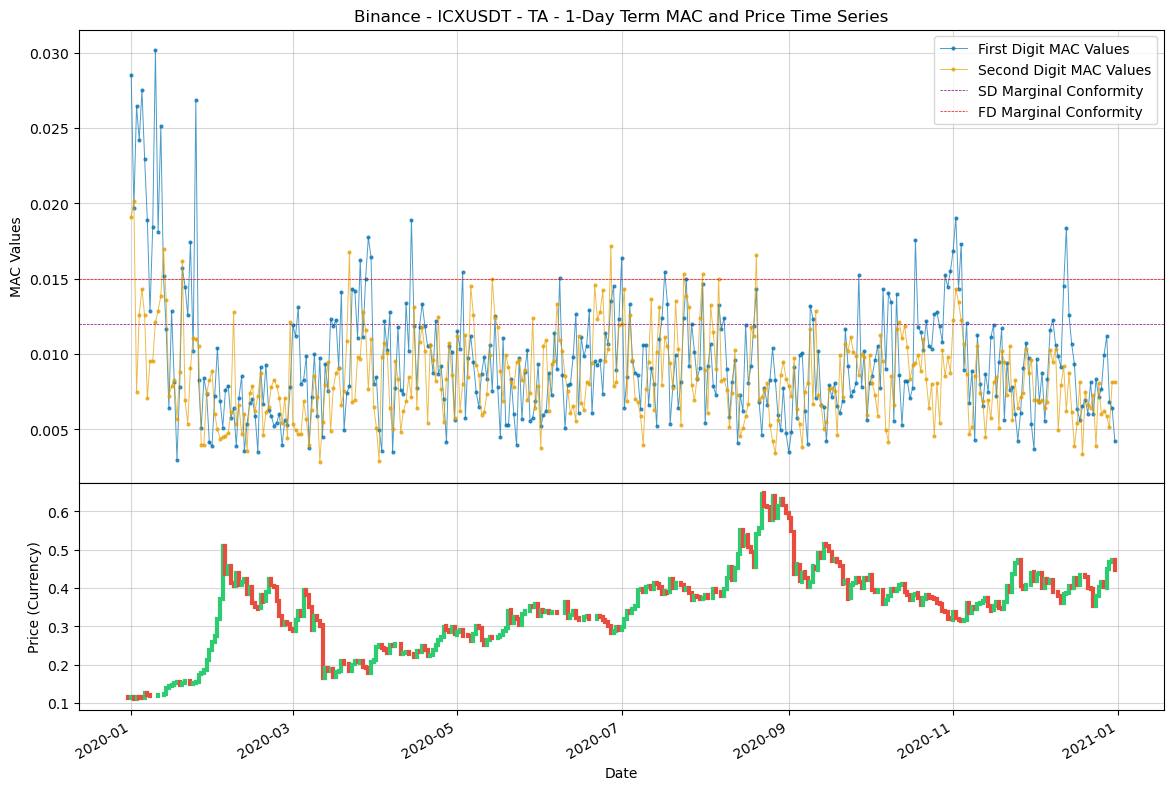 Binance - ICXUSDT - TA - 1-Day Term MAC and Price Time Series
First Digit MAC Values
Second Digit MAC Values
SD Marginal Conformity
FD Marginal Conformity
MAC Values
0.030
0.025
0.020
0.015
0.010
0.005
Price (Currency)
0.6
0.5
0.4
0.3
0.2
0.1
2020-01
2020-03
2020-05
2020-07
2020-09
2020-11
2021-01
Date